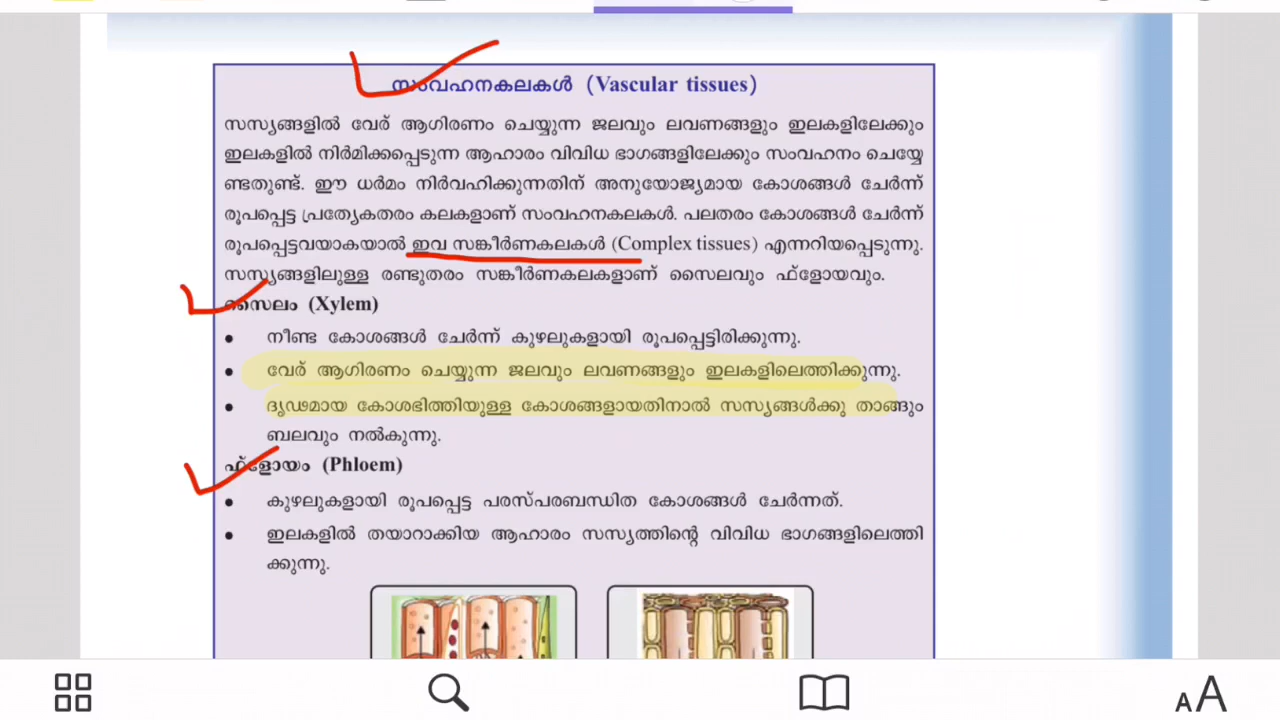 സംവഹനകലകൾ (Vascular tissues)
സസ്യങ്ങളിൽ വേര് ആഗിരണം ചെയ്യുന്ന ജലവും ലവണങ്ങളും ഇലകളിലേക്കും
ഇലകളിൽ നിർമിക്കപ്പെടുന്ന ആഹാരം വിവിധ ഭാഗങ്ങളിലേക്കും സംവഹനം ചെയ്യേ
ണ്ടതുണ്ട്. ഈ ധർമം നിർവഹിക്കുന്നതിന് അനുയോജ്യമായ കോശങ്ങൾ ചേർന്ന്
രൂപപ്പെട്ട പ്രത്യേകതരം കലകളാണ് സംവഹനകലകൾ. പലതരം കോശങ്ങൾ ചേർന്ന്
രൂപപ്പെട്ടവയാകയാൽ ഇവ സങ്കീർണകലകൾ (Complex tissues) എന്നറിയപ്പെടുന്നു.
സസ്യങ്ങളിലുള്ള രണ്ടുതരം സങ്കീർണകലകളാണ് സൈലവും ഫ്ളോയവും.
സൈലം (Xylem)
• നീണ്ട കോശങ്ങൾ ചേർന്ന് കുഴലുകളായി രൂപപ്പെട്ടിരിക്കുന്നു.
• വേര് ആഗിരണം ചെയ്യുന്ന ജലവും ലവണങ്ങളും ഇലകളിലെത്തിക്കുന്നു.
• ദൃഢമായ കോശഭിത്തിയുള്ള കോശങ്ങളായതിനാൽ സസ്യങ്ങൾക്കു താങ്ങും
ബലവും നൽകുന്നു.
ഫ്ളോയം (Phloem)
• കുഴലുകളായി രൂപപ്പെട്ട പരസ്പരബന്ധിത കോശങ്ങൾ ചേർന്നത്.
• ഇലകളിൽ തയാറാക്കിയ ആഹാരം സസ്യത്തിന്റെ വിവിധ ഭാഗങ്ങളിലെത്തി
ക്കുന്നു.
AA